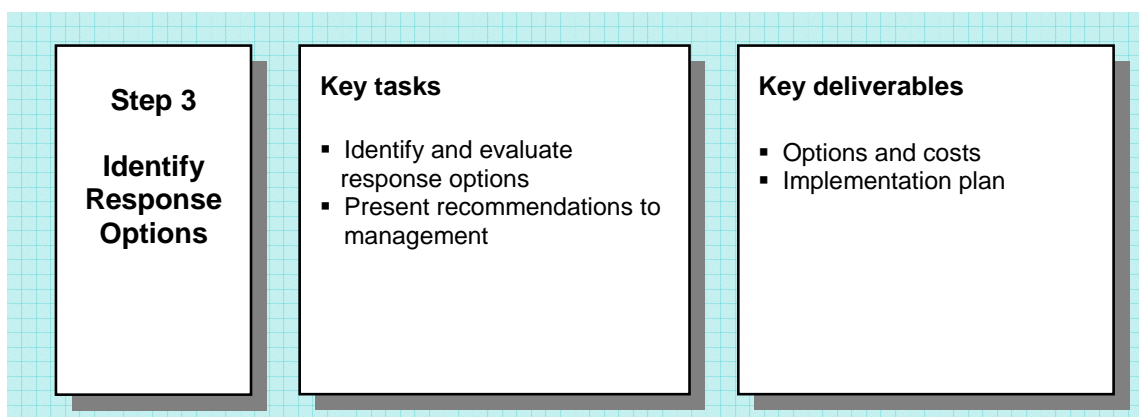 Step 3
Identify
Response
Options
Key tasks
▪ Identify and evaluate
response options
▪ Present recommendations to
management
Key deliverables
▪ Options and costs
▪ Implementation plan